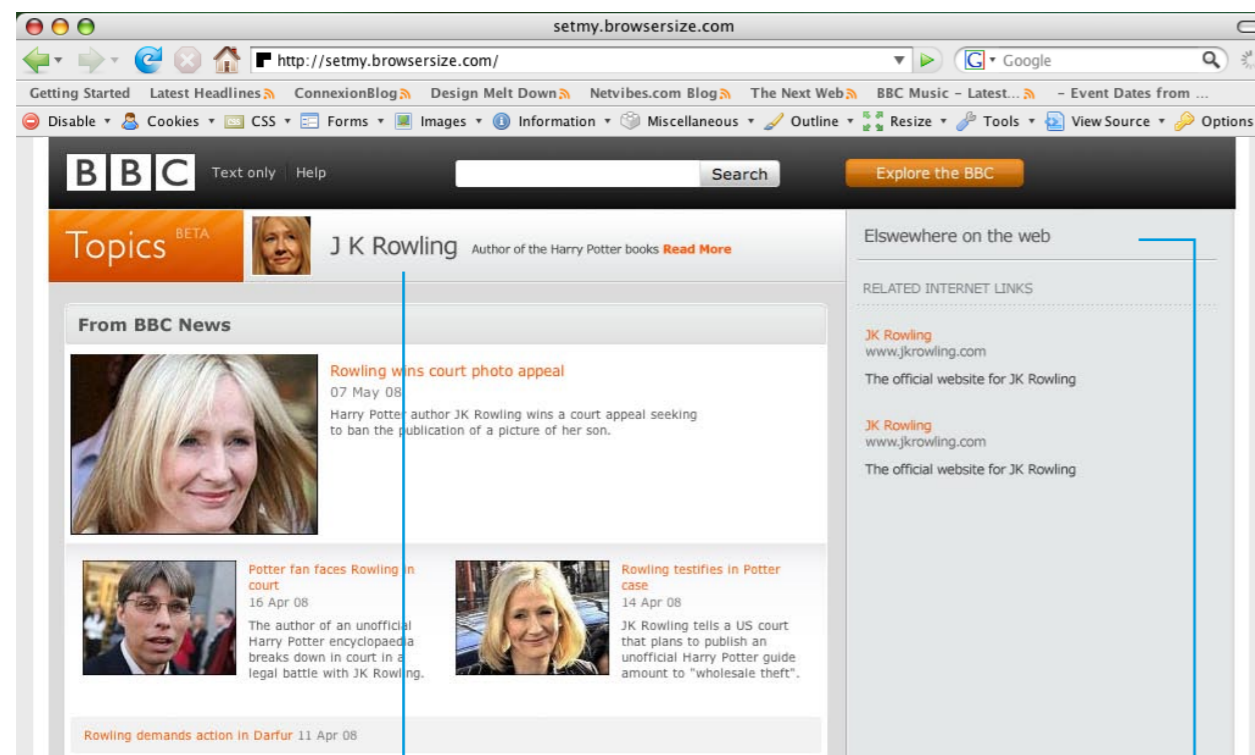 setmy.browsersize.com
http://setmy.browsersize.com/
G Google
Getting Started Latest Headlines ConnexionBlog Design Melt Down Netvibes.com Blog The Next Web BBC Music – Latest... – Event Dates from ...
Disable Cookies CSS Forms Images Information Miscellaneous Outline Resize Tools View Source Options
BBC Text only Help Search Explore the BBC
Topics BETA
J K Rowling Author of the Harry Potter books Read More
From BBC News
Rowling wins court photo appeal
07 May 08
Harry Potter author JK Rowling wins a court appeal seeking
to ban the publication of a picture of her son.
Potter fan faces Rowling in
court
16 Apr 08
The author of an unofficial
Harry Potter encyclopaedia
breaks down in court in a
legal battle with JK Rowling.
Rowling testifies in Potter
case
14 Apr 08
JK Rowling tells a US court
that plans to publish an
unofficial Harry Potter guide
amount to "wholesale theft".
Rowling demands action in Darfur 11 Apr 08
Elswewhere on the web
RELATED INTERNET LINKS
JK Rowling
www.jkrowling.com
The official website for JK Rowling
JK Rowling
www.jkrowling.com
The official website for JK Rowling